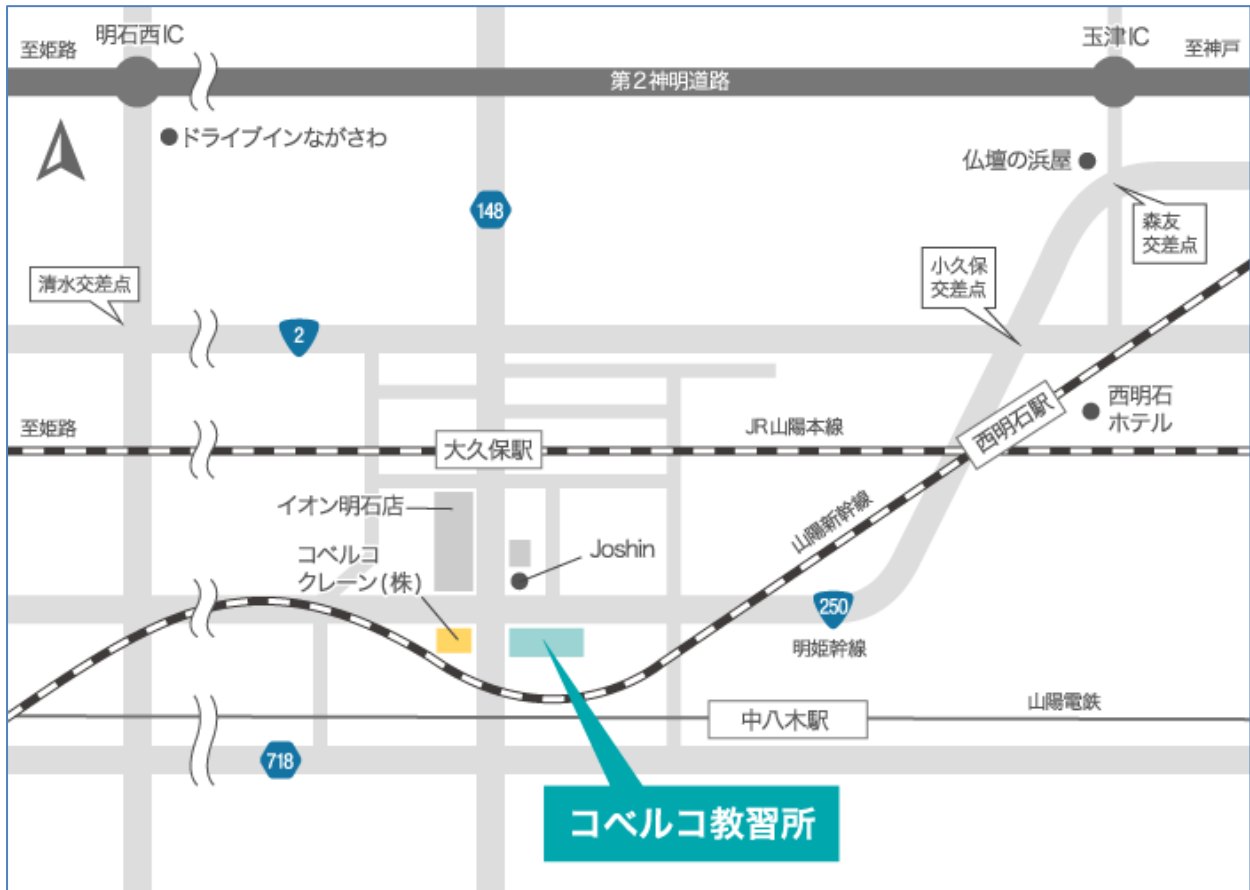 明石西IC
玉津IC
至姫路
至神戸
第2神明道路
ドライブインながさわ
仏壇の浜屋
148
森友
交差点
清水交差点
小久保
交差点
2
西明石
ホテル
至姫路
大久保駅
JR山陽本線
西明石駅
イオン明石店
山陽新幹線
コベルコ
クレーン(株)
Joshin
250
明姫幹線
中八木駅
山陽電鉄
718
コベルコ教習所